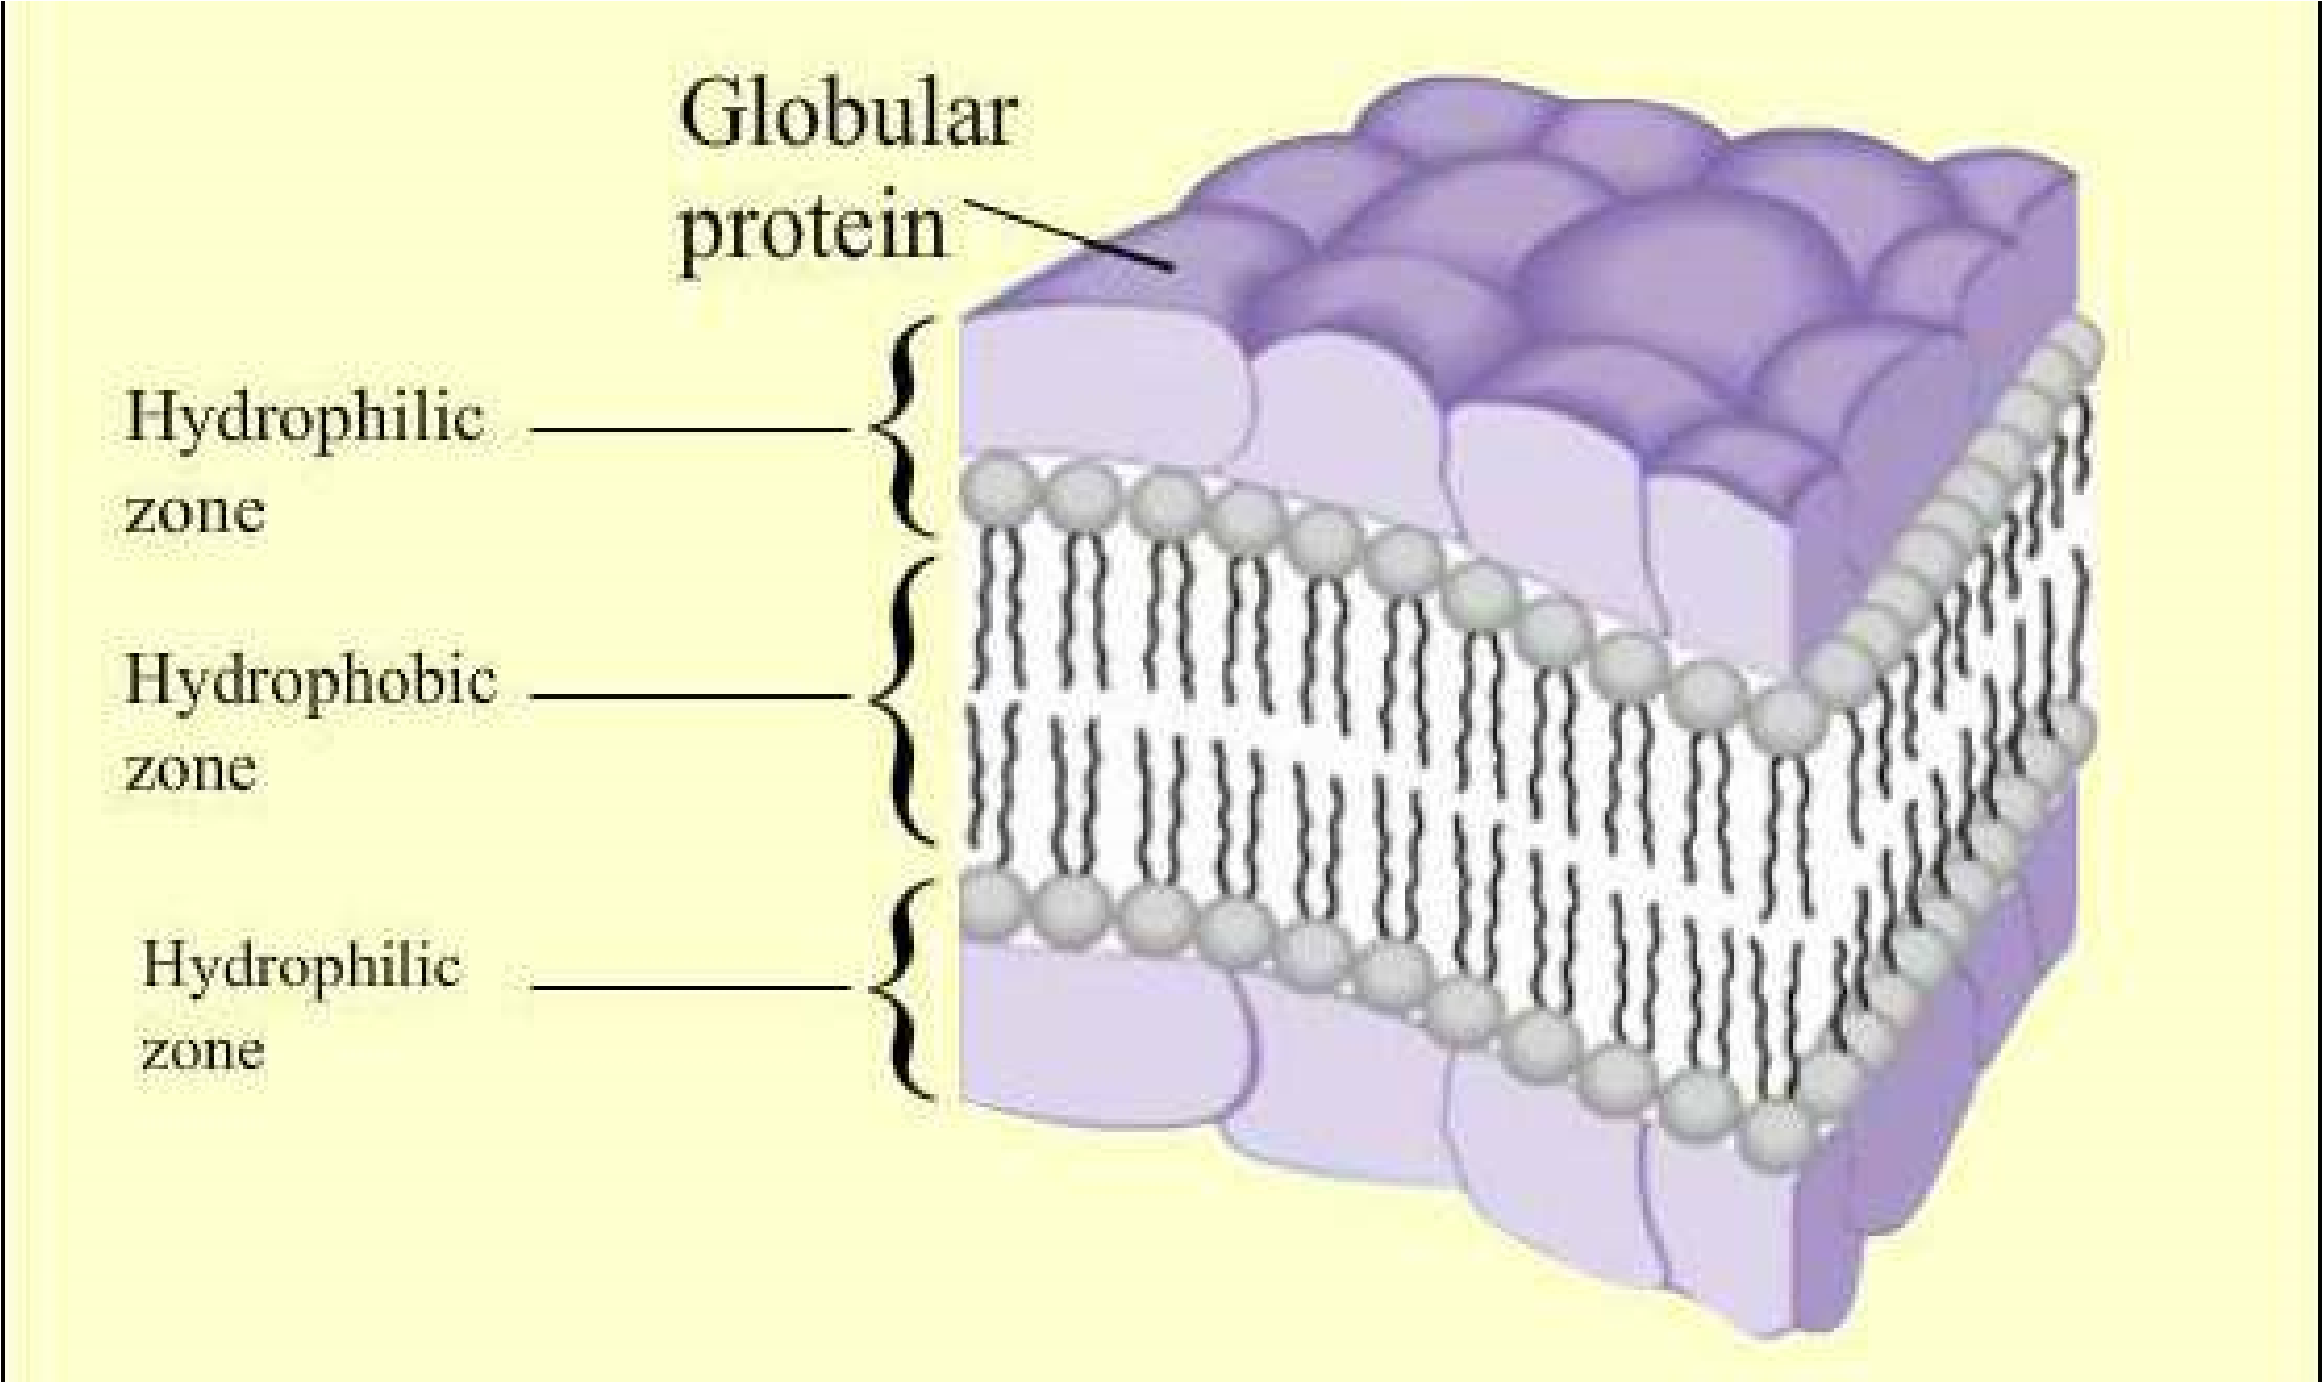 Globular
protein
Hydrophilic
zone
Hydrophobic
zone
Hydrophilic
zone